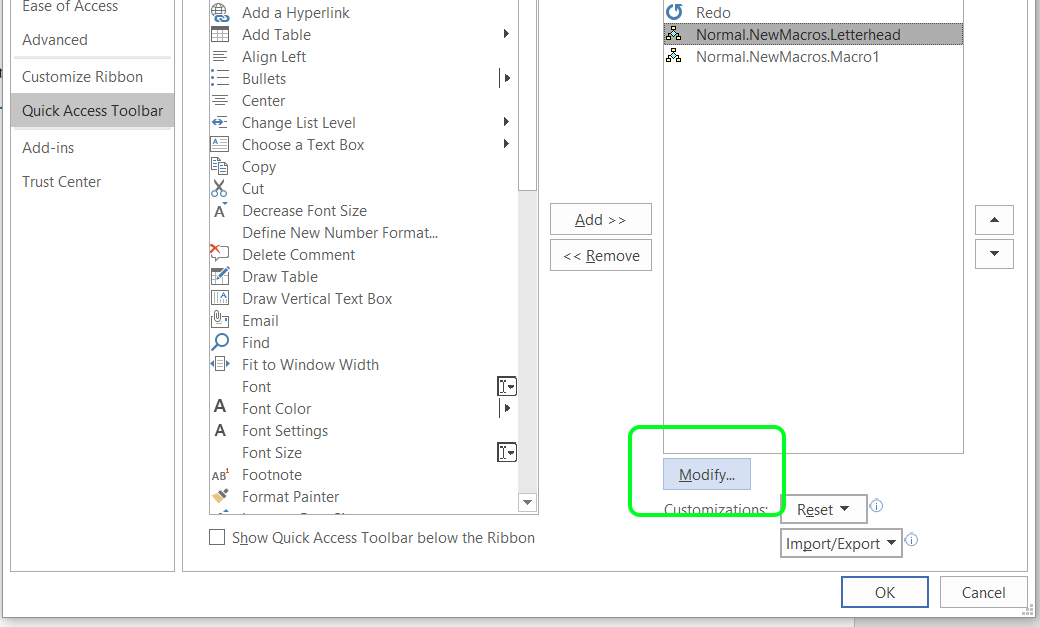 Ease of Access
Advanced
Customize Ribbon
Quick Access Toolbar
Add-ins
Trust Center
Add a Hyperlink
Add Table
Align Left
Bullets
Center
Change List Level
Choose a Text Box
Copy
Cut
Decrease Font Size
Define New Number Format...
Delete Comment
Draw Table
Draw Vertical Text Box
Email
Find
Fit to Window Width
Font
Font Color
Font Settings
Font Size
Footnote
Format Painter
Show Quick Access Toolbar below the Ribbon
Add >>
<< Remove
Redo
Normal.NewMacros.Letterhead
Normal.NewMacros.Macro1
Modify...
Customizations:
Reset
Import/Export
OK
Cancel